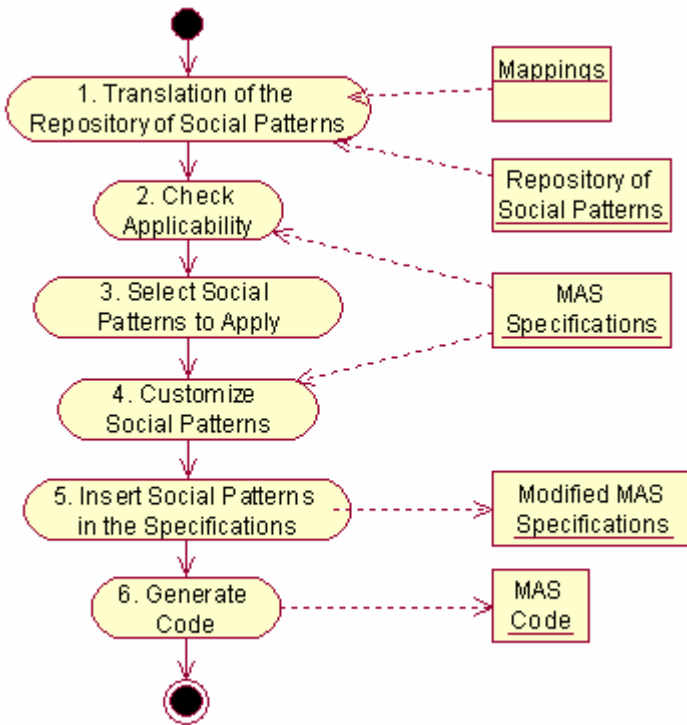 1. Translation of the
Repository of Social Patterns
Mappings
2. Check
Applicability
Repository of
Social Patterns
3. Select Social
Patterns to Apply
MAS
Specifications
4. Customize
Social Patterns
5. Insert Social Patterns
in the Specifications
Modified MAS
Specifications
6. Generate
Code
MAS
Code